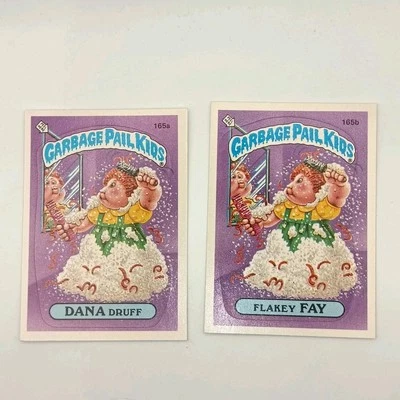 165a
GARBAGE PAIL KIDS
DANA DRUFF
165b
GARBAGE PAIL KIDS
FLAKEY FAY